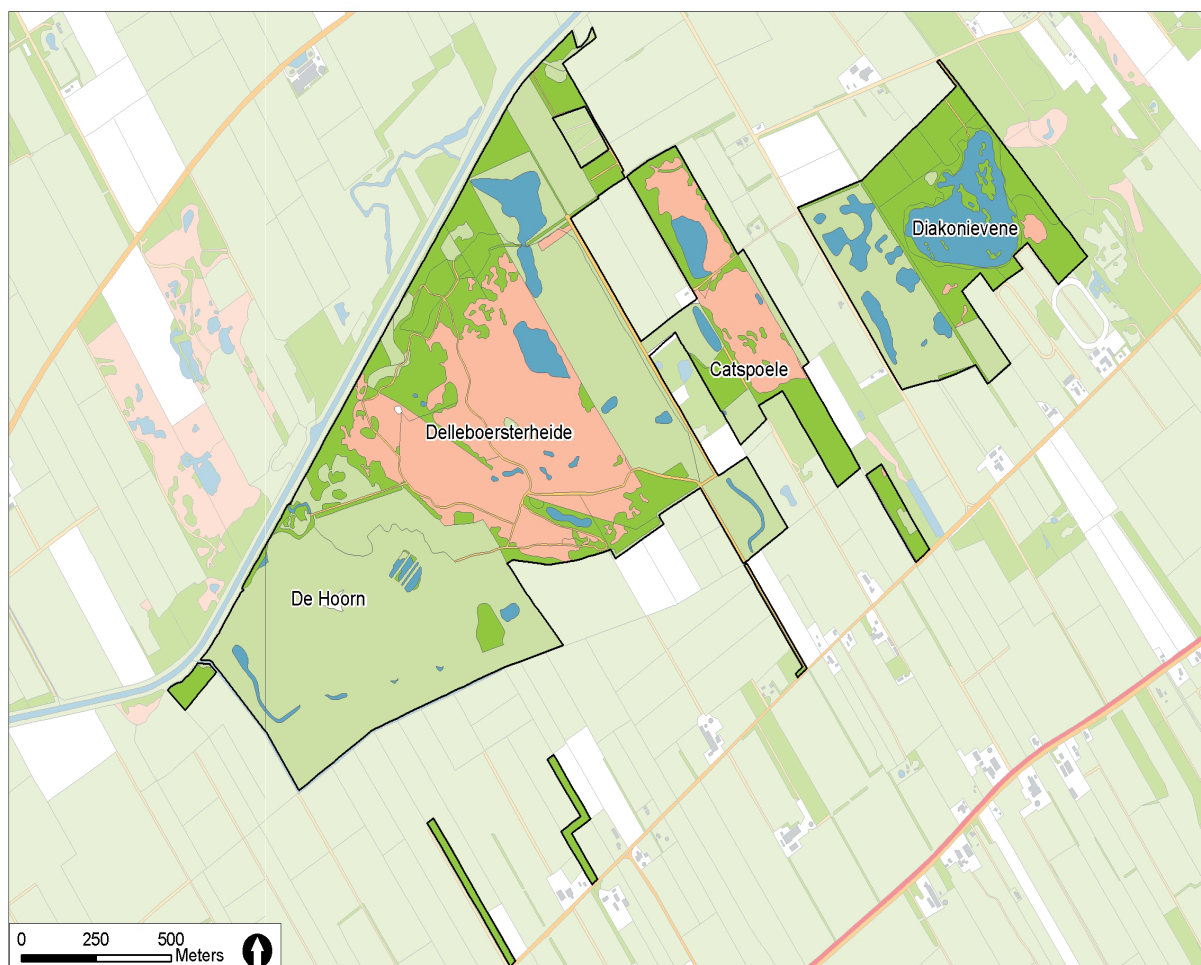 Diakonievene
Catspoele
Delleboersterheide
De Hoorn
0 250 500
Meters